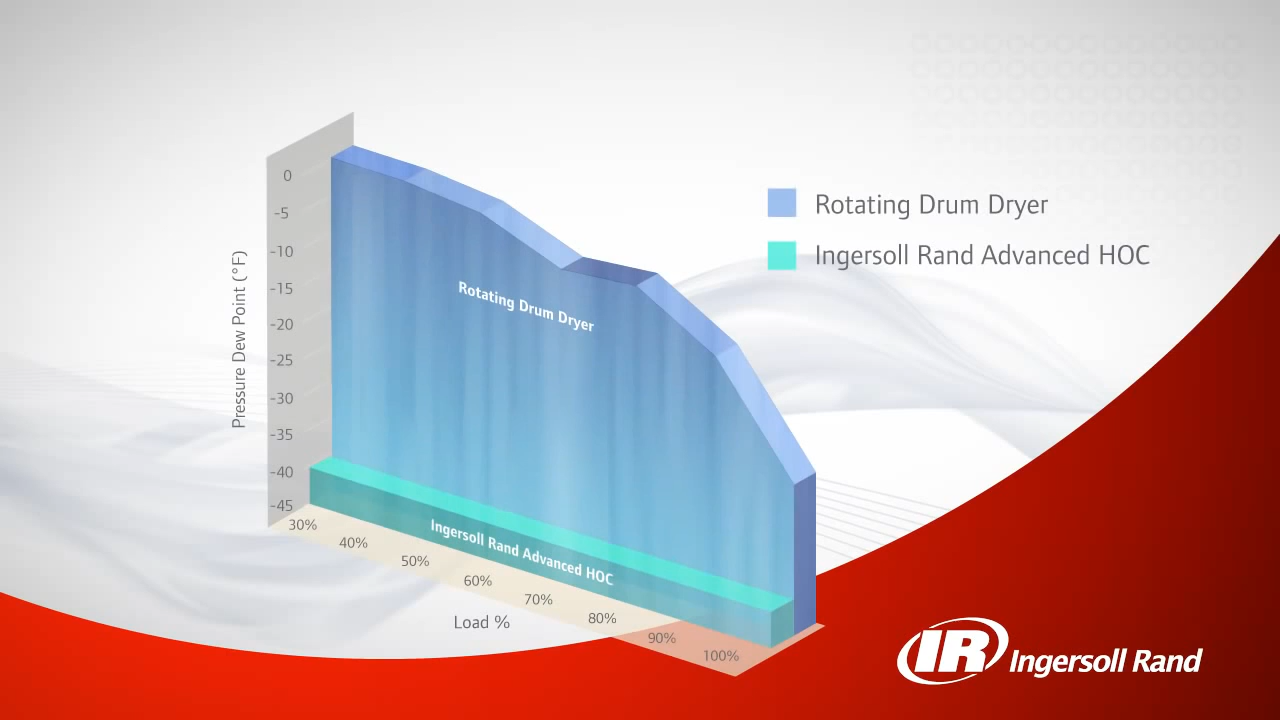 Rotating Drum Dryer
Ingersoll Rand Advanced HOC
Pressure Dew Point (°F)
0
-5
-10
-15
-20
-25
-30
-35
-40
-45
Rotating Drum Dryer
Ingersoll Rand Advanced HOC
30%
40%
50%
60%
70%
80%
90%
100%
Load %
IR Ingersoll Rand